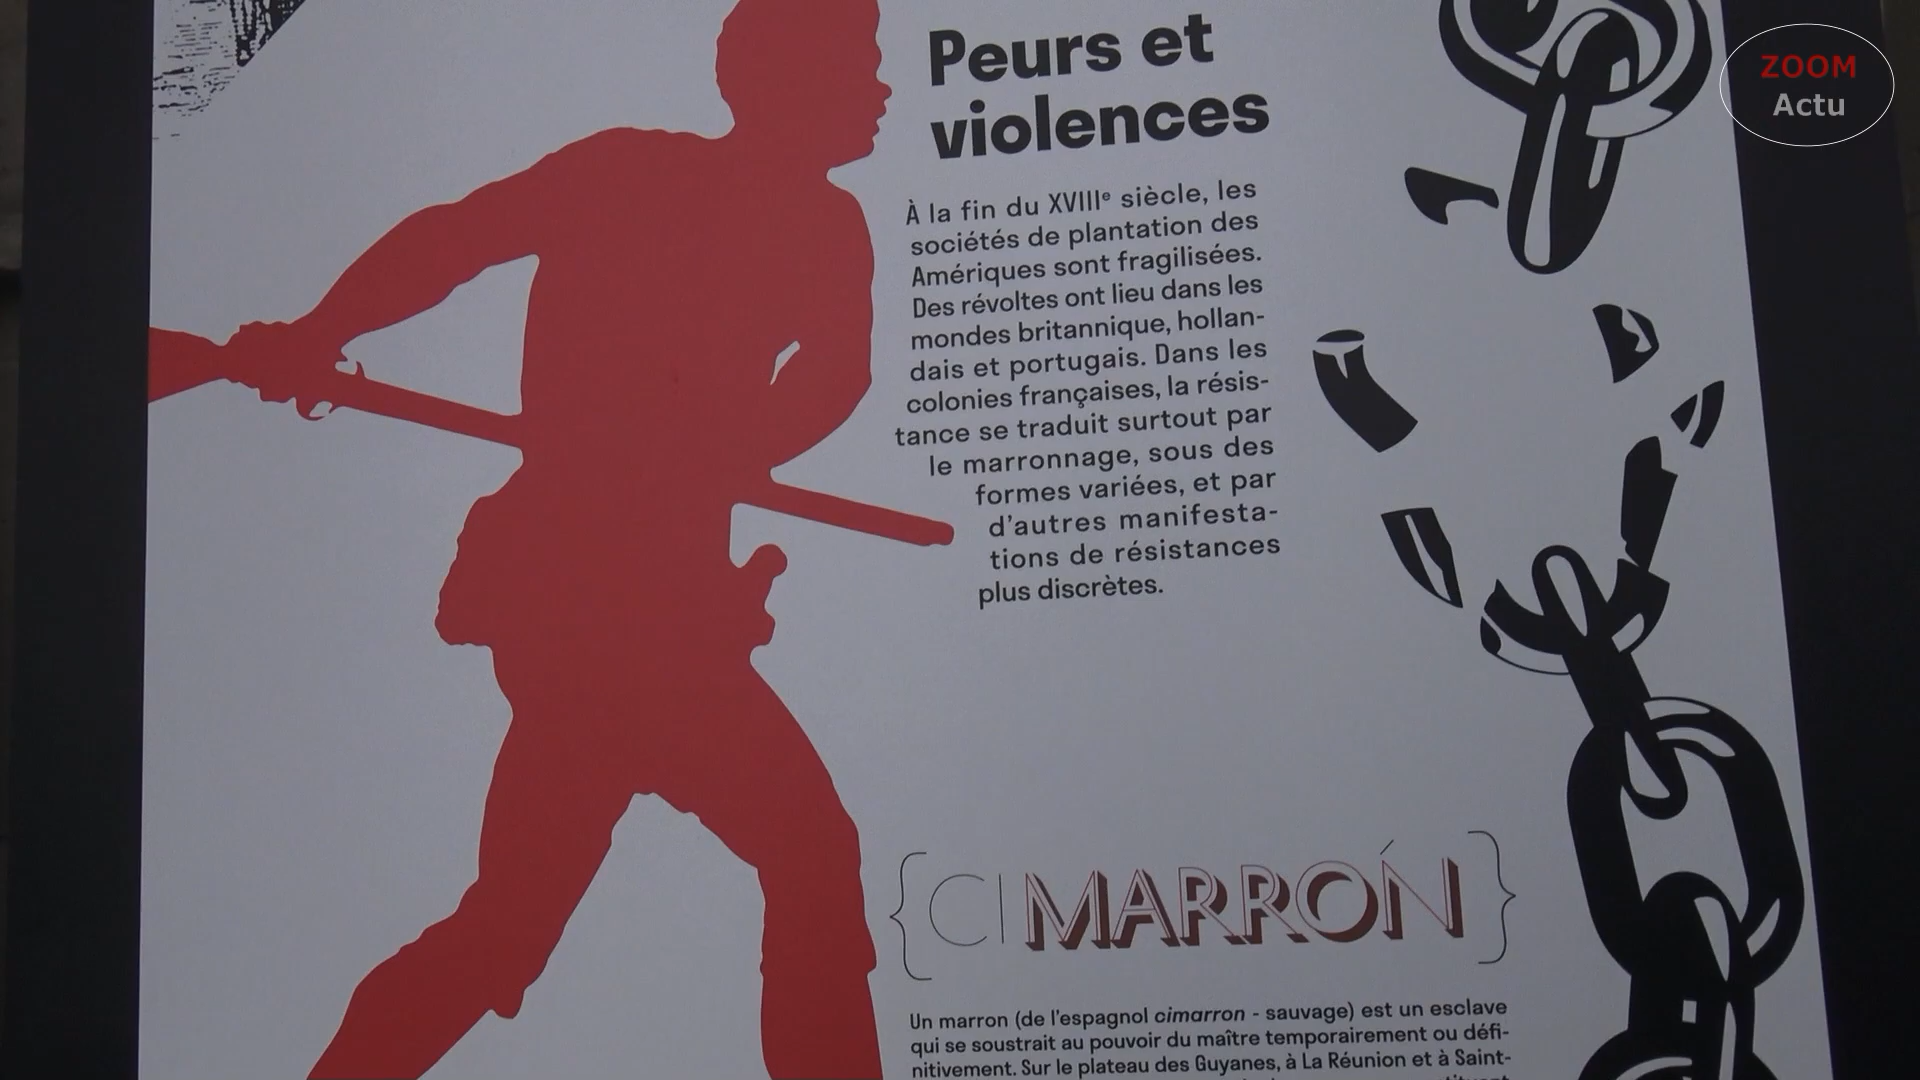 ZOOM
Actu
Peurs et
violences
À la fin du XVIIIe siècle, les
sociétés de plantation des
Amériques sont fragilisées.
Des révoltes ont lieu dans les
mondes britannique, hollan-
dais et portugais. Dans les
colonies françaises, la résis-
tance se traduit surtout par
le marronnage, sous des
formes variées, et par
d'autres manifesta-
tions de résistances
plus discrètes.
{CIMARRÓN}
Un marron (de l'espagnol cimarron - sauvage) est un esclave
qui se soustrait au pouvoir du maître temporairement ou défi-
nitivement. Sur le plateau des Guyanes, à La Réunion et à Saint-